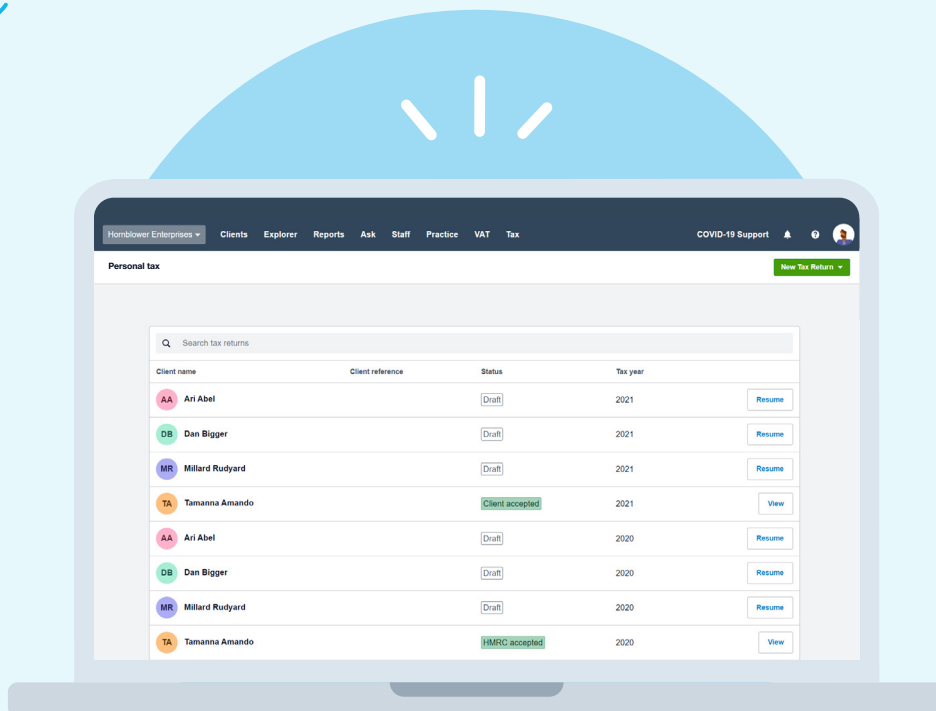 Hornblower Enterprises Clients Explorer Reports Ask Staff Practice VAT Tax COVID-19 Support ?
Personal tax New Tax Return
Search tax returns
Client name Client reference Status Tax year
AA Ari Abel Draft 2021 Resume
DB Dan Bigger Draft 2021 Resume
MR Millard Rudyard Draft 2021 Resume
TA Tamanna Amando Client accepted 2021 View
AA Ari Abel Draft 2020 Resume
DB Dan Bigger Draft 2020 Resume
MR Millard Rudyard Draft 2020 Resume
TA Tamanna Amando HMRC accepted 2020 View